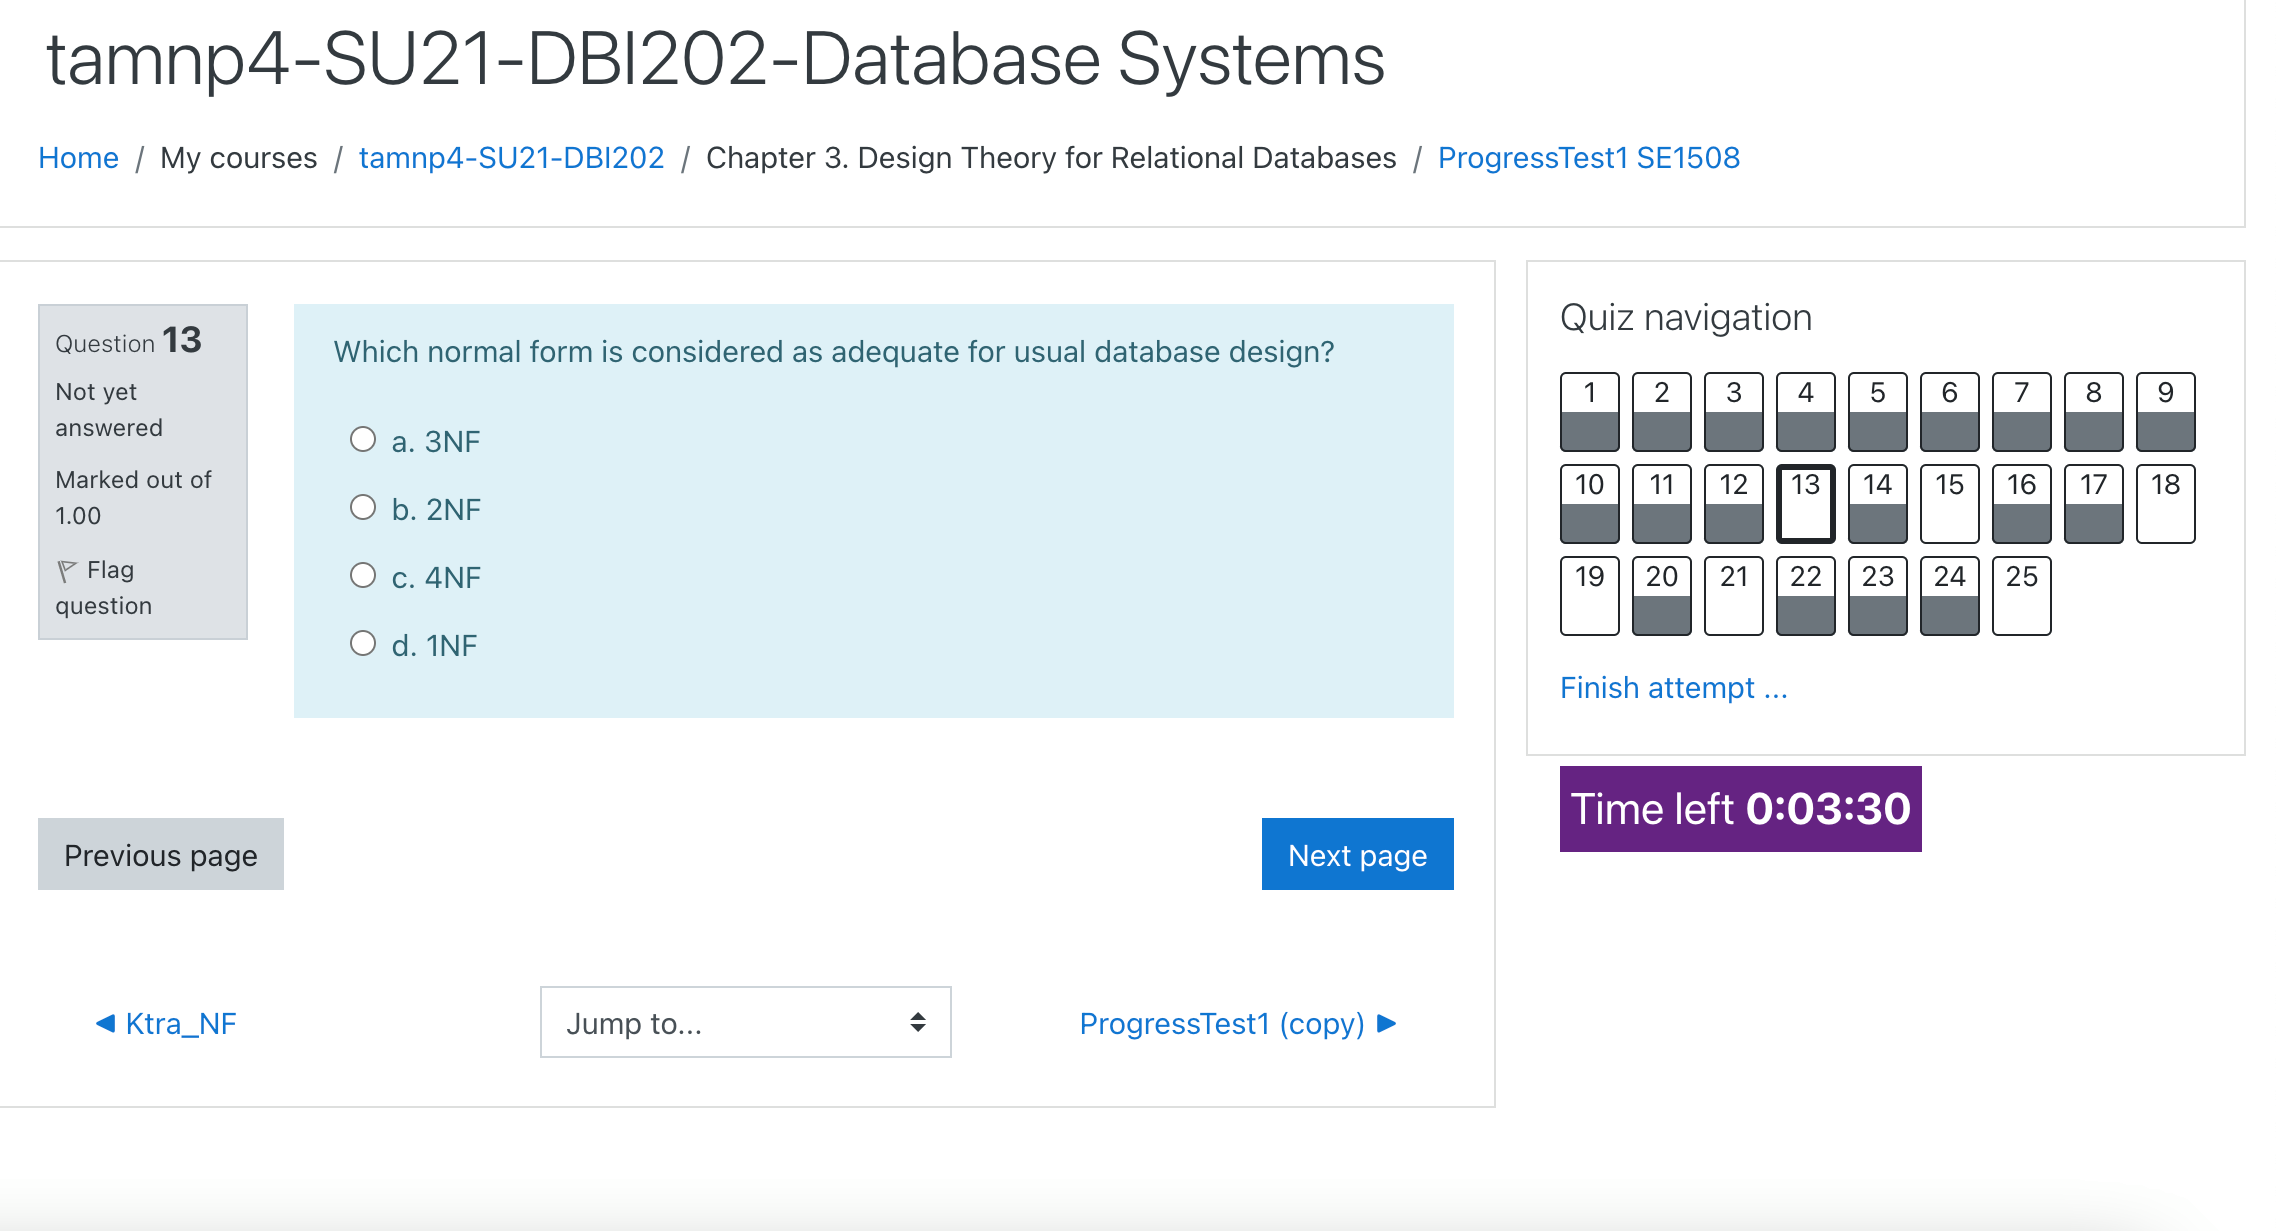 tamnp4-SU21-DBI202-Database Systems
Home / My courses / tamnp4-SU21-DBI202 / Chapter 3. Design Theory for Relational Databases / ProgressTest1 SE1508
Question 13
Not yet
answered
Marked out of
1.00
Flag
question
Which normal form is considered as adequate for usual database design?
a. 3NF
b. 2NF
c. 4NF
d. 1NF
Previous page
Next page
◄ Ktra_NF
Jump to...
ProgressTest1 (copy) ►
Quiz navigation
1 2 3 4 5 6 7 8 9
10 11 12 13 14 15 16 17 18
19 20 21 22 23 24 25
Finish attempt ...
Time left 0:03:30